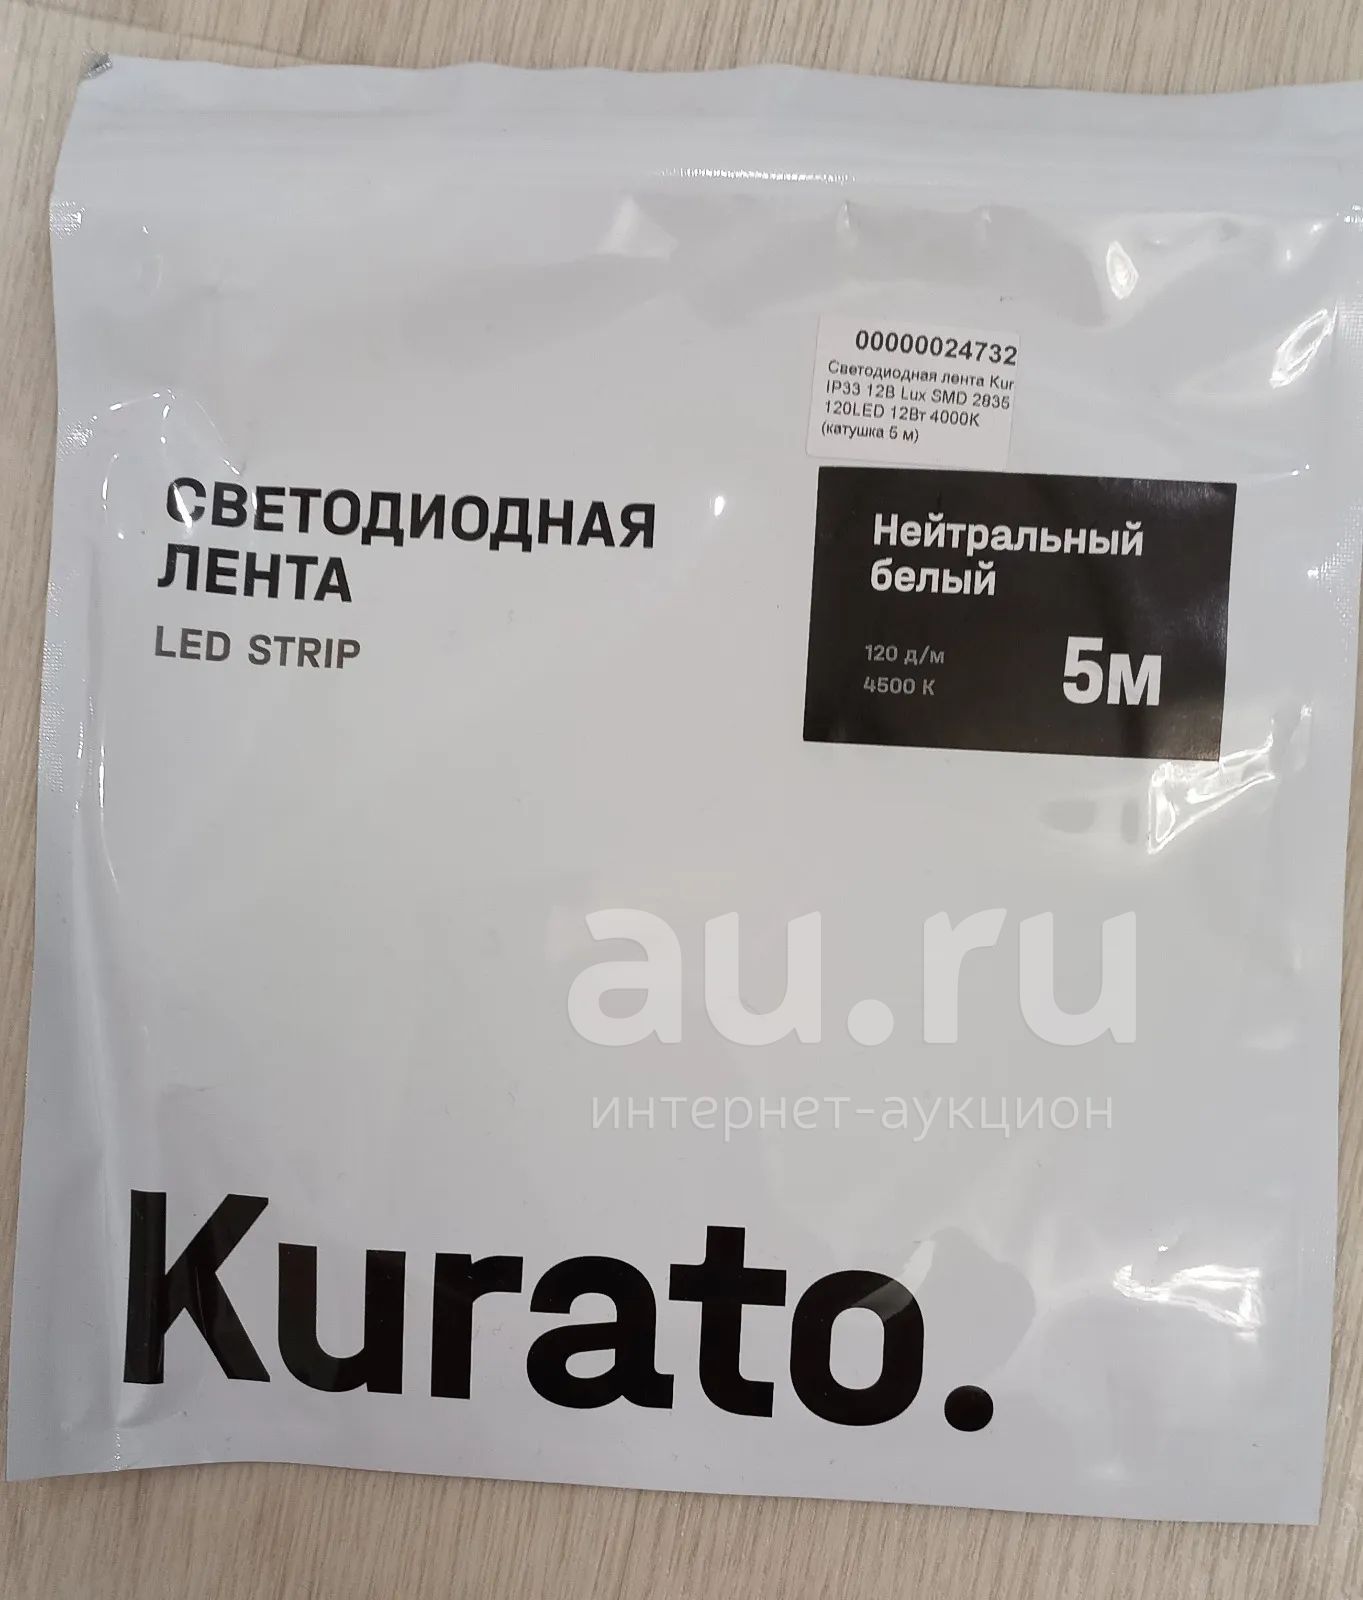 00000024732
Светодиодная лента Kur
IP33 12В Lux SMD 2835
120LED 12Вт 4000K
(катушка 5 м)
СВЕТОДИОДНАЯ
ЛЕНТА
LED STRIP
Нейтральный
белый
120 д/м
4500 К
5м
au.ru
интернет-аукцион
Kurato.